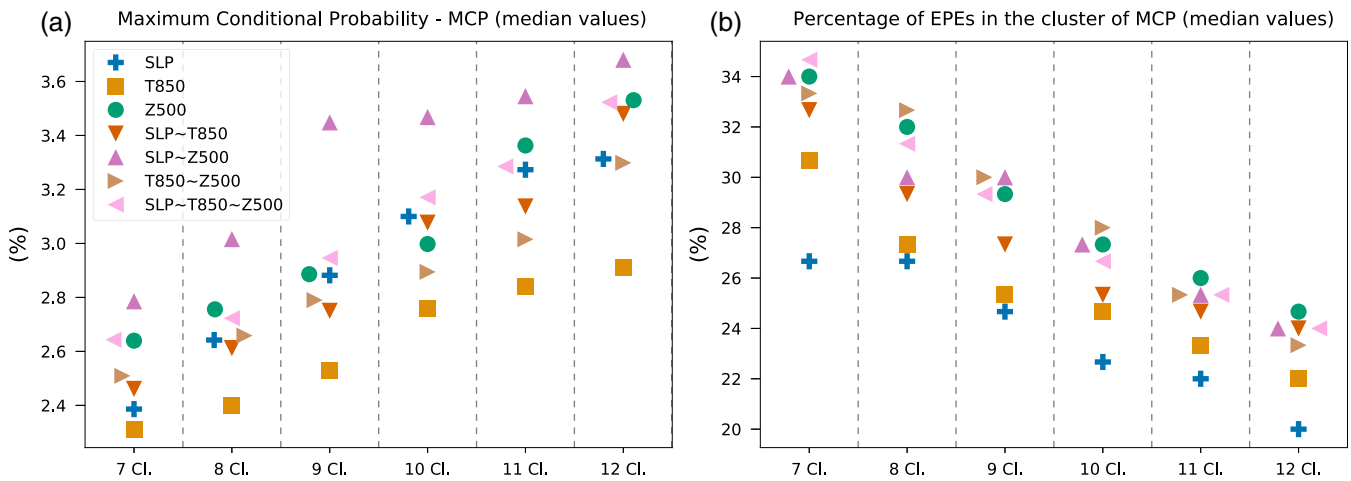 (a)
Maximum Conditional Probability - MCP (median values)
(%)
3.6
3.4
3.2
3.0
2.8
2.6
2.4
SLP
T850
Z500
SLP~T850
SLP~Z500
T850~Z500
SLP~T850~Z500
7 Cl. 8 Cl. 9 Cl. 10 Cl. 11 Cl. 12 Cl.
(b)
Percentage of EPEs in the cluster of MCP (median values)
(%)
34
32
30
28
26
24
22
20
7 Cl. 8 Cl. 9 Cl. 10 Cl. 11 Cl. 12 Cl.